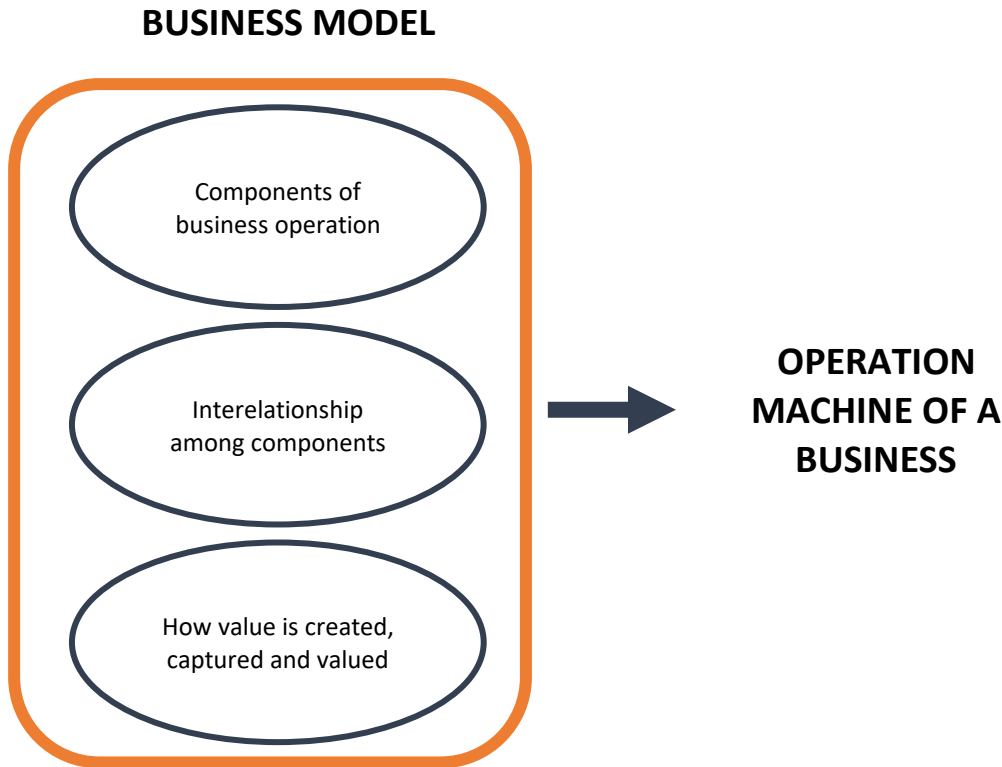 BUSINESS MODEL
Components of
business operation
Interelationship
among components
How value is created,
captured and valued
OPERATION
MACHINE OF A
BUSINESS